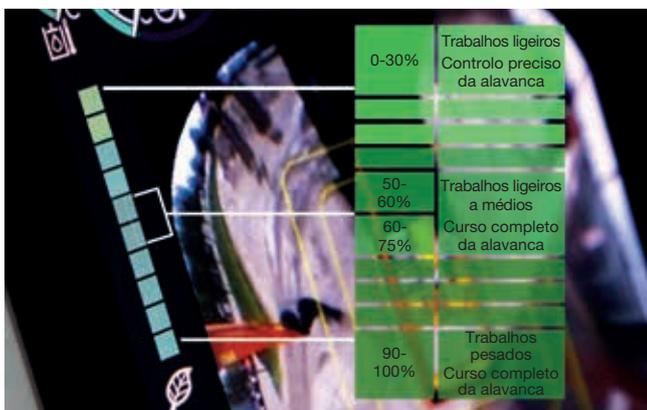 0-30%
Trabalhos ligeiros
Controlo preciso
da alavanca
50-
60%
Trabalhos ligeiros
a médios
60-
75%
Curso completo
da alavanca
90-
100%
Trabalhos
pesados
Curso completo
da alavanca